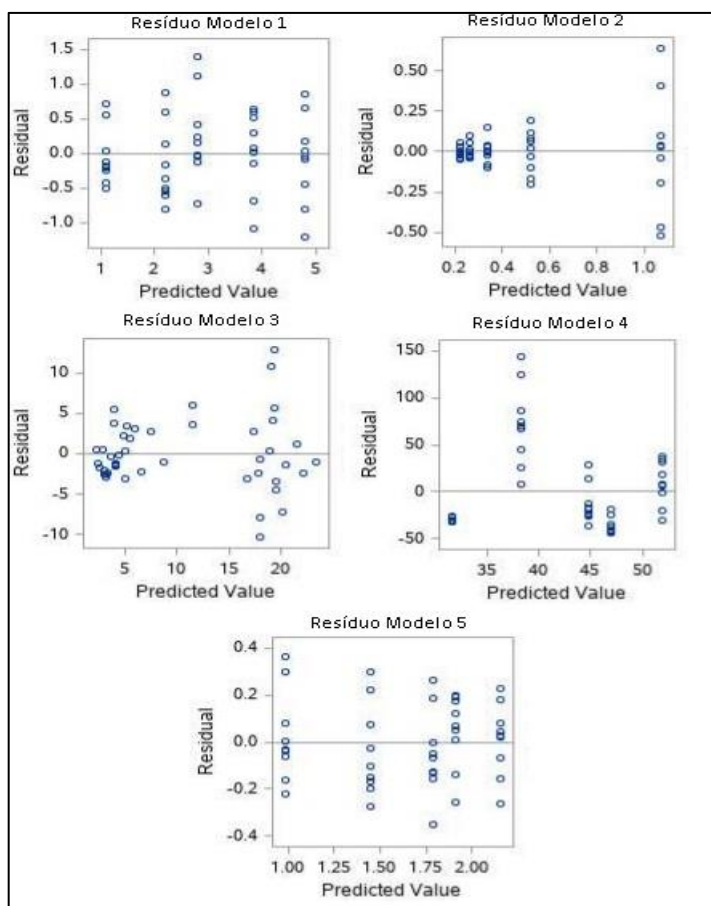 Resíduo Modelo 1
1.5
1.0
0.5
0.0
-0.5
-1.0
Residual
1 2 3 4 5
Predicted Value
Resíduo Modelo 2
0.50
0.25
0.00
-0.25
-0.50
Residual
0.2 0.4 0.6 0.8 1.0
Predicted Value
Resíduo Modelo 3
10
5
0
-5
-10
Residual
5 10 15 20
Predicted Value
Resíduo Modelo 4
150
100
50
0
-50
Residual
35 40 45 50
Predicted Value
Resíduo Modelo 5
0.4
0.2
0.0
-0.2
-0.4
Residual
1.00 1.25 1.50 1.75 2.00
Predicted Value